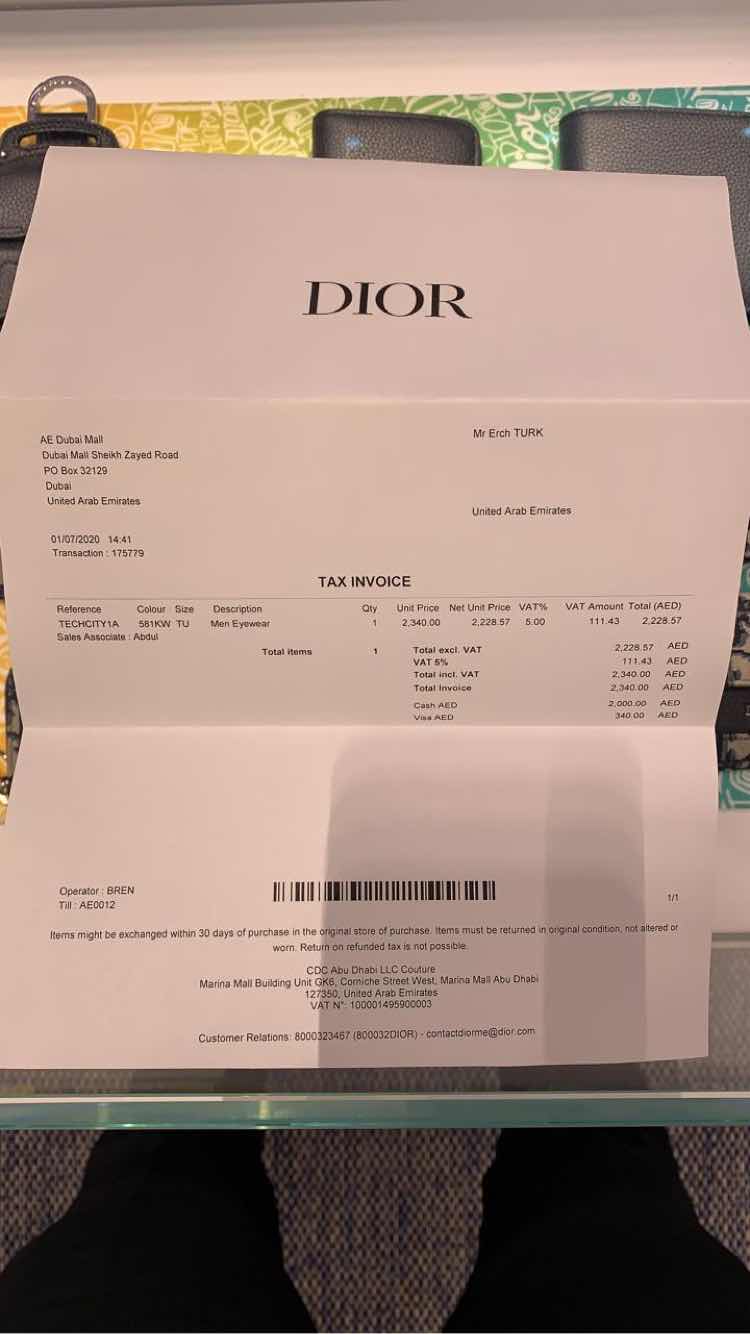 DIOR
AE Dubai Mall
Dubai Mall Sheikh Zayed Road
PO Box 32129
Dubai
United Arab Emirates
Mr Erch TURK
United Arab Emirates
01/07/2020 14:41
Transaction : 175779
TAX INVOICE
Reference Colour Size Description Qty Unit Price Net Unit Price VAT% VAT Amount Total (AED)
TECHCITY1A 581KW TU Men Eyewear 1 2,340.00 2,228.57 5.00 111.43 2,228.57
Sales Associate : Abdul
Total items 1 Total excl. VAT 2,228.57 AED
VAT 5% 111.43 AED
Total incl. VAT 2,340.00 AED
Total Invoice 2,340.00 AED
Cash AED 2,000.00 AED
Visa AED 340.00 AED
Operator : BREN
Till : AE0012
1/1
Items might be exchanged within 30 days of purchase in the original store of purchase. Items must be returned in original condition, not altered or
worn. Return on refunded tax is not possible.
CDC Abu Dhabi LLC Couture
Marina Mall Building Unit GK6, Corniche Street West, Marina Mall Abu Dhabi
127350, United Arab Emirates
VAT N°: 100001495900003
Customer Relations: 8000323467 (800032DIOR) - contactdiorme@dior.com